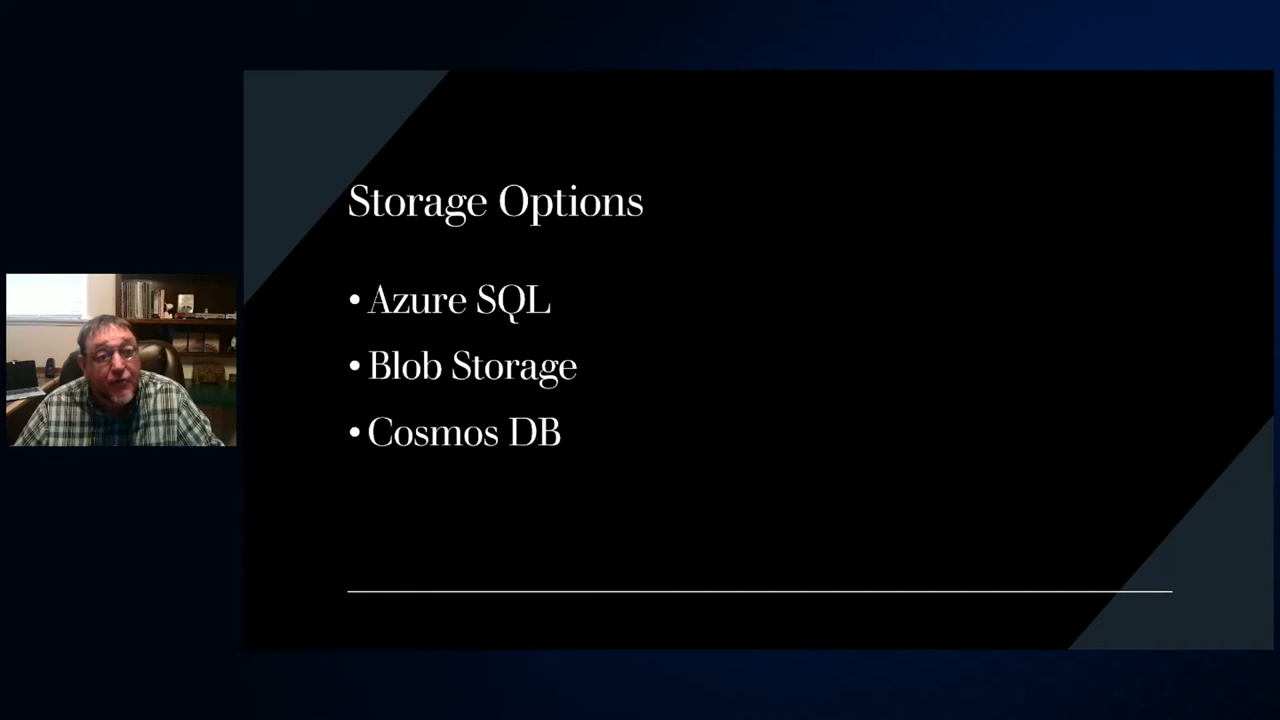 Storage Options
• Azure SQL
• Blob Storage
• Cosmos DB